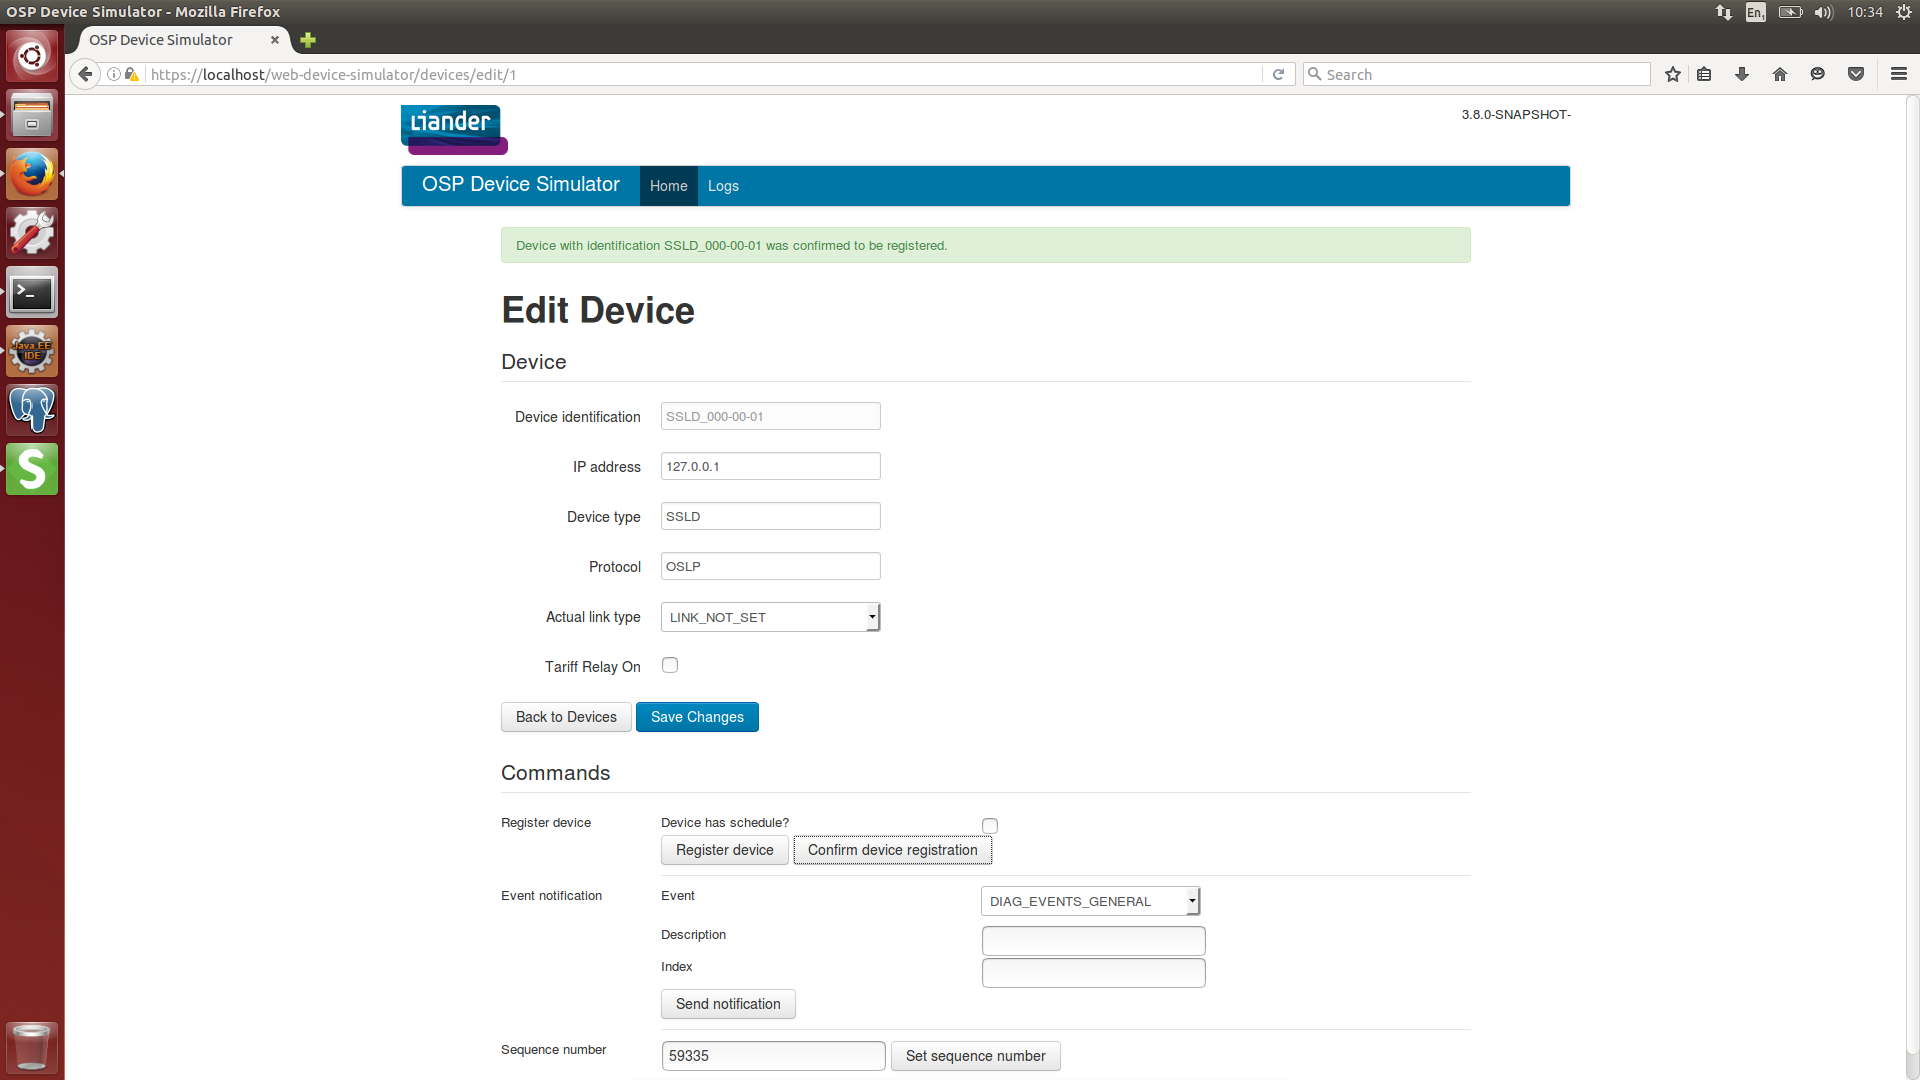 OSP Device Simulator - Mozilla Firefox
En1
10:34
OSP Device Simulator
https://localhost/web-device-simulator/devices/edit/1
Search
Liander
3.8.0-SNAPSHOT-
OSP Device Simulator Home Logs
Device with identification SSLD_000-00-01 was confirmed to be registered.
Edit Device
Device
Device identification SSLD_000-00-01
IP address 127.0.0.1
Device type SSLD
Protocol OSLP
Actual link type LINK_NOT_SET
Tariff Relay On
Back to Devices Save Changes
Commands
Register device Device has schedule?
Register device Confirm device registration
Event notification Event DIAG_EVENTS_GENERAL
Description
Index
Send notification
Sequence number 59335 Set sequence number
Java EE
IDE
S